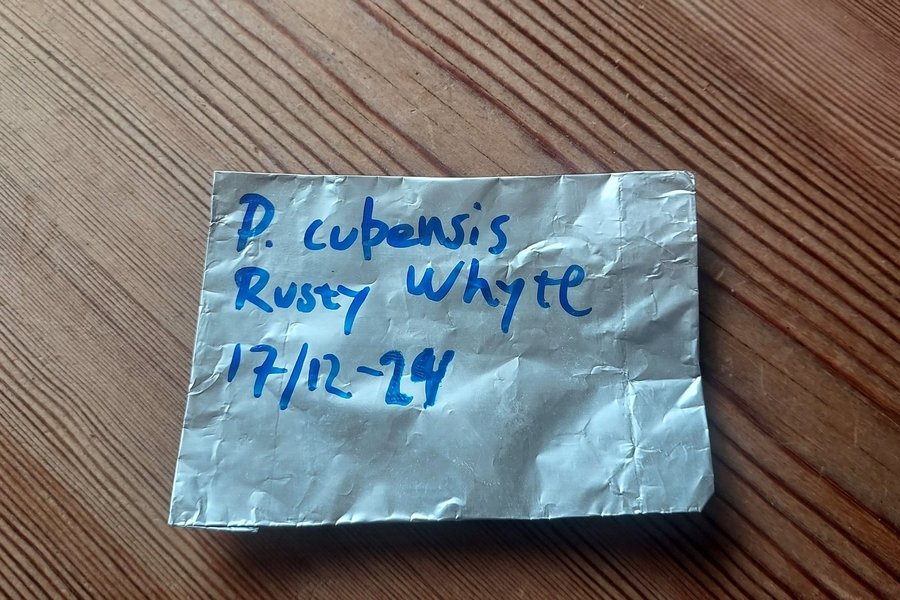 P. cubensis
Rusty Whyte
17/12-24